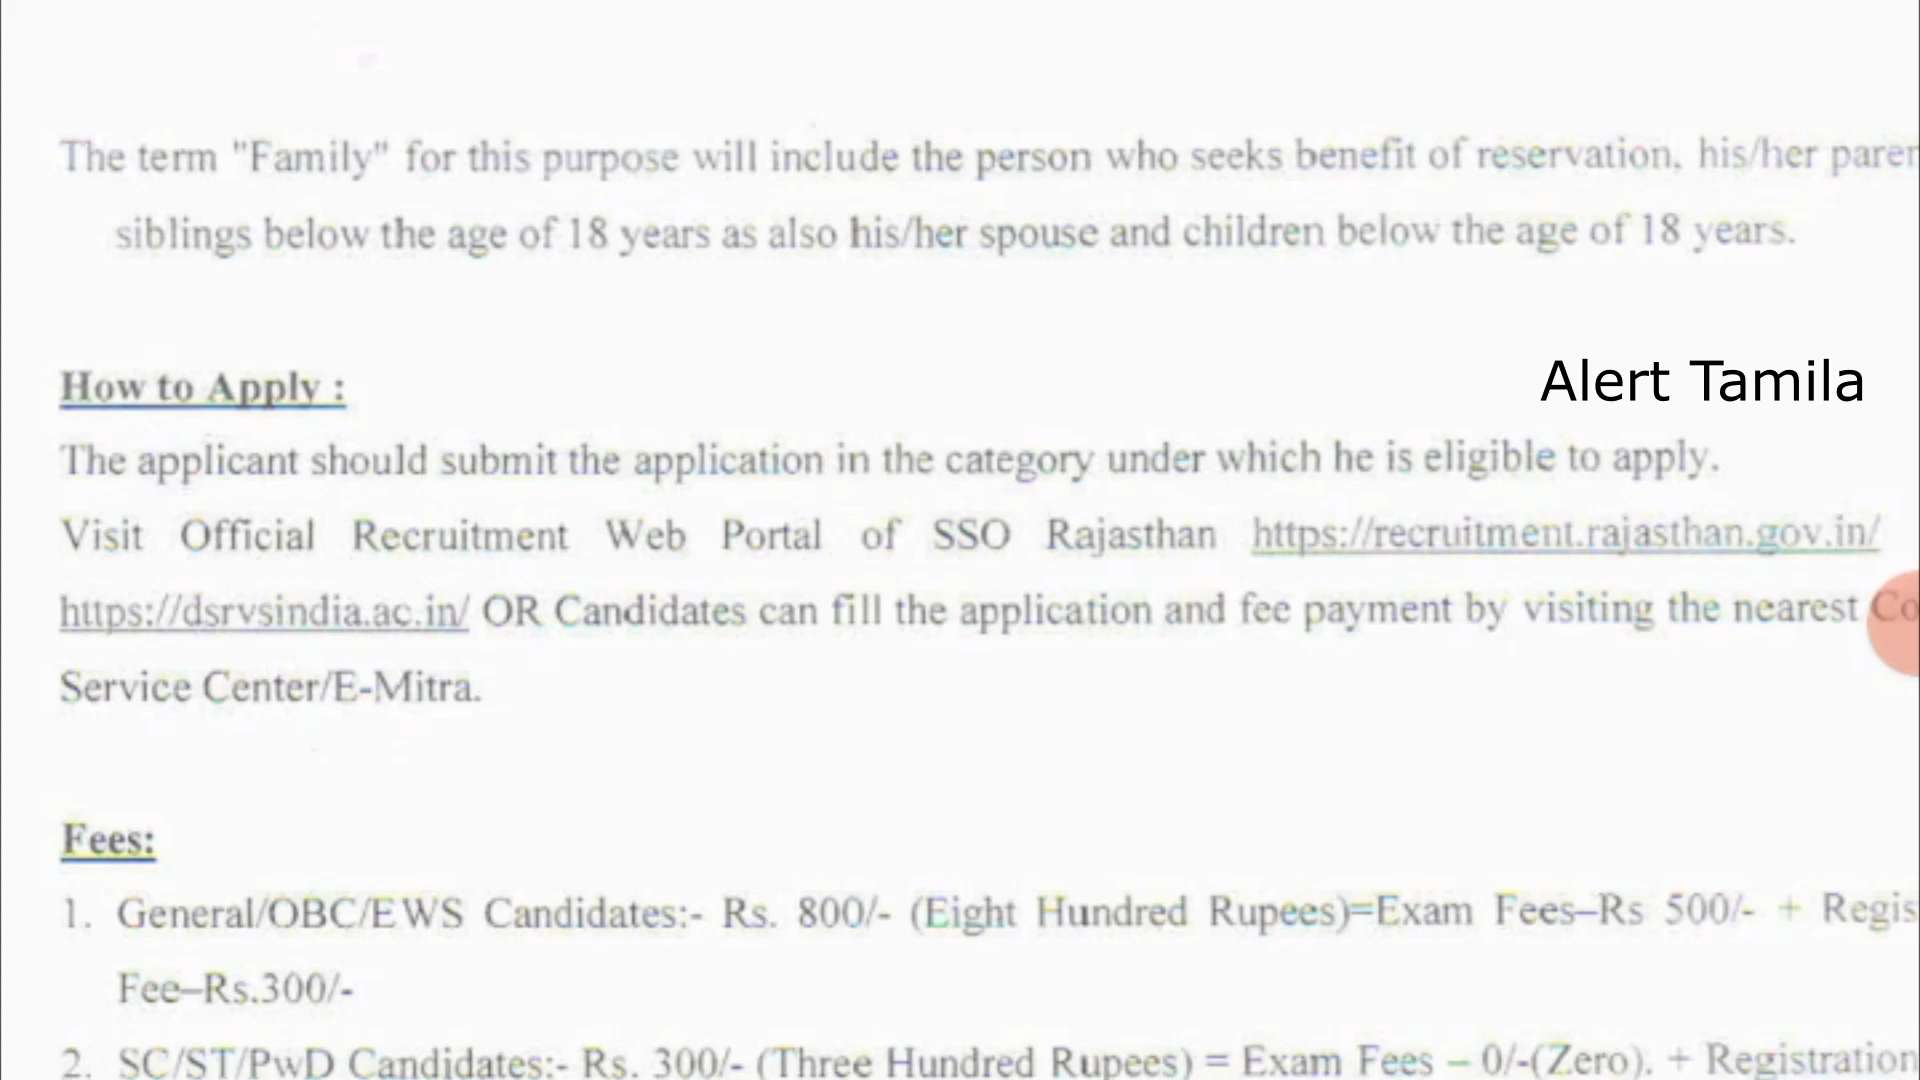 The term "Family" for this purpose will include the person who seeks benefit of reservation, his/her paren
siblings below the age of 18 years as also his/her spouse and children below the age of 18 years.
How to Apply :
Alert Tamila
The applicant should submit the application in the category under which he is eligible to apply.
Visit Official Recruitment Web Portal of SSO Rajasthan https://recruitment.rajasthan.gov.in/
https://dsrvsindia.ac.in/ OR Candidates can fill the application and fee payment by visiting the nearest Co
Service Center/E-Mitra.
Fees:
1. General/OBC/EWS Candidates:- Rs. 800/- (Eight Hundred Rupees)=Exam Fees–Rs 500/- + Regis
Fee–Rs.300/-
2. SC/ST/PwD Candidates:- Rs. 300/- (Three Hundred Rupees) = Exam Fees – 0/-(Zero). + Registration